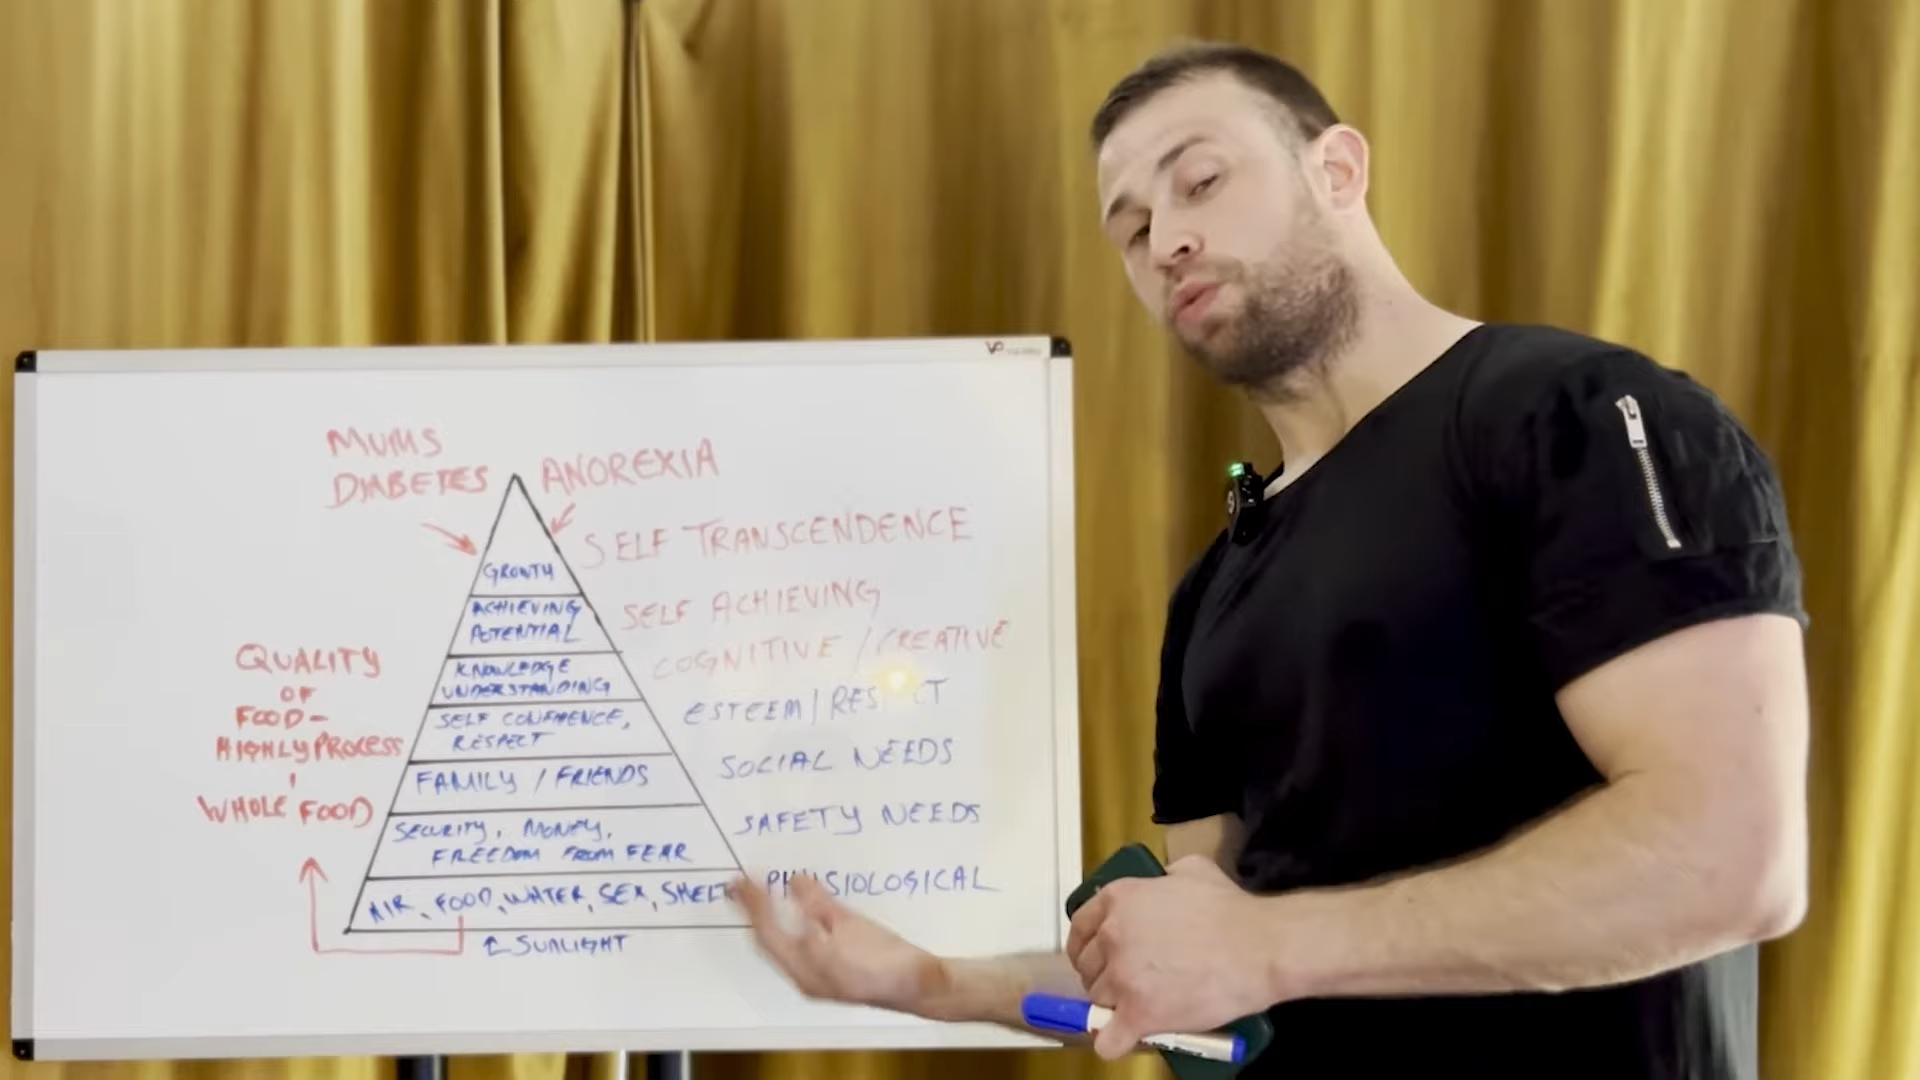 MUMS
DIABETES
ANOREXIA
SELF TRANSCENDENCE
GROWTH
ACHIEVING
POTENTIAL
SELF ACHIEVING
KNOWLEDGE
UNDERSTANDING
COGNITIVE / CREATIVE
SELF CONFIDENCE,
RESPECT
ESTEEM /
FAMILY / FRIENDS
SOCIAL NEEDS
SECURITY, MONEY,
FREEDOM FROM FEAR
SAFETY NEEDS
AIR, FOOD, WATER, SEX,
PHYSIOLOGICAL
SUNLIGHT
QUALITY
OF
FOOD -
HIGHLY PROCESS
WHOLE FOOD